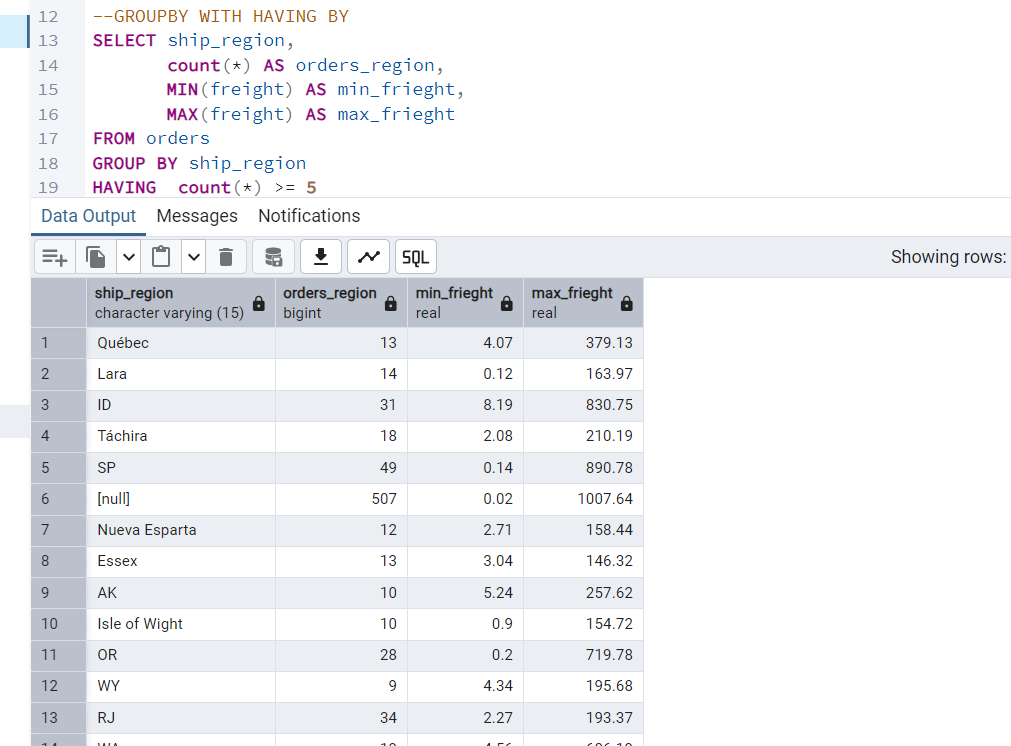 12 --GROUPBY WITH HAVING BY
13 SELECT ship_region,
14 count(*) AS orders_region,
15 MIN(freight) AS min_frieght,
16 MAX(freight) AS max_frieght
17 FROM orders
18 GROUP BY ship_region
19 HAVING count(*) >= 5
Data Output Messages Notifications
SQL Showing rows:
ship_region orders_region min_frieght max_frieght
character varying (15) bigint real real
1 Québec 13 4.07 379.13
2 Lara 14 0.12 163.97
3 ID 31 8.19 830.75
4 Táchira 18 2.08 210.19
5 SP 49 0.14 890.78
6 [null] 507 0.02 1007.64
7 Nueva Esparta 12 2.71 158.44
8 Essex 13 3.04 146.32
9 AK 10 5.24 257.62
10 Isle of Wight 10 0.9 154.72
11 OR 28 0.2 719.78
12 WY 9 4.34 195.68
13 RJ 34 2.27 193.37